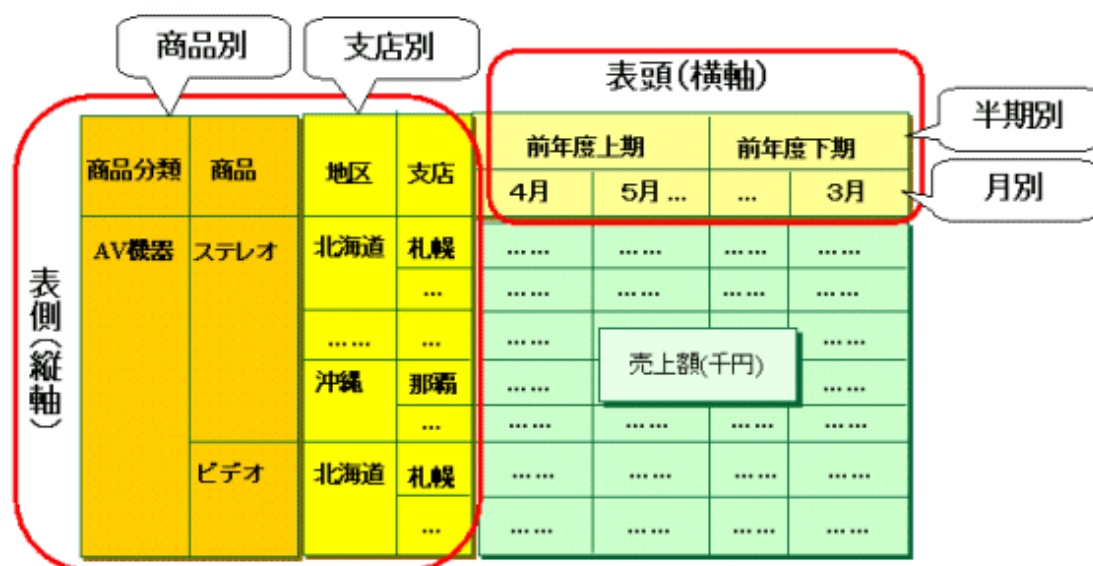 商品別
支店別
表頭(横軸)
半期別
月別
表側(縦軸)
商品分類 商品 地区 支店 前年度上期 前年度下期
4月 5月 ... ... 3月
AV機器 ステレオ 北海道 札幌 …… …… …… ……
... …… …… …… ……
…… ... …… ……
売上額(千円)
沖縄 那覇 …… ……
... …… …… …… ……
ビデオ 北海道 札幌 …… …… …… ……
... …… …… …… ……